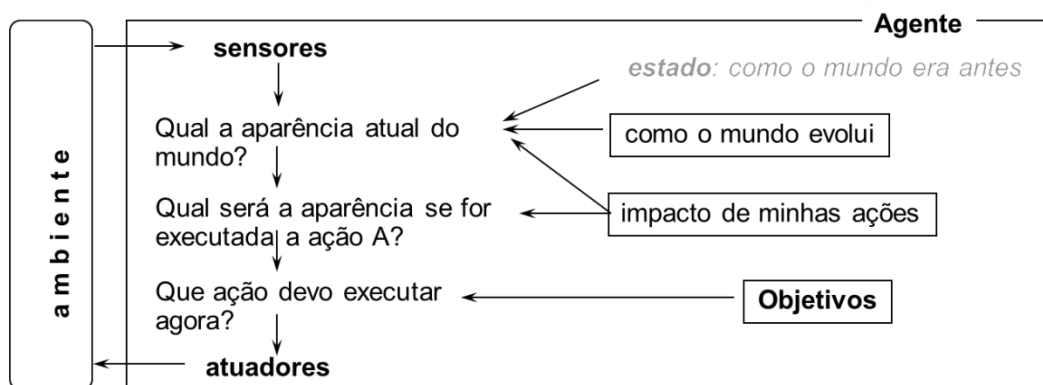 Agente
sensores
estado: como o mundo era antes
Qual a aparência atual do
mundo?
como o mundo evolui
Qual será a aparência se for
executada a ação A?
impacto de minhas ações
Que ação devo executar
agora?
Objetivos
atuadores
ambiente